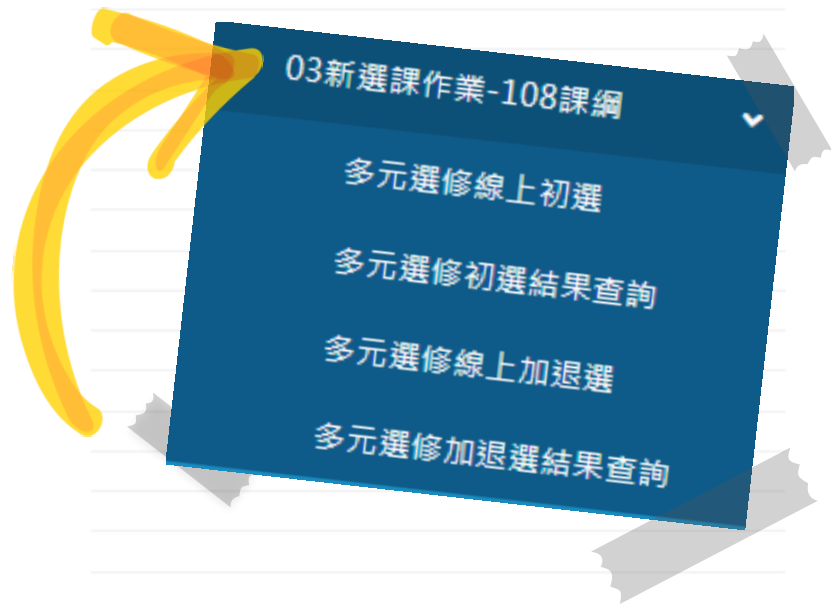 03新選課作業-108課綱
多元選修線上初選
多元選修初選結果查詢
多元選修線上加退選
多元選修加退選結果查詢